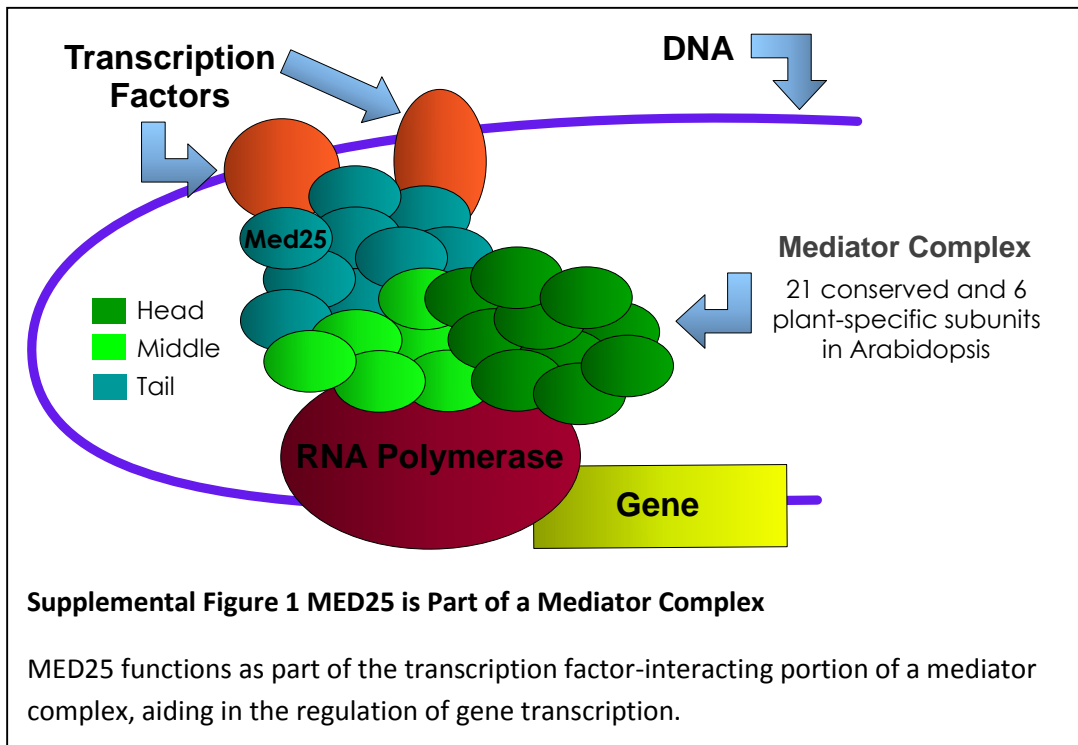 Transcription
Factors
DNA
Med25
Mediator Complex
21 conserved and 6
plant-specific subunits
in Arabidopsis
Head
Middle
Tail
RNA Polymerase
Gene
Supplemental Figure 1 MED25 is Part of a Mediator Complex
MED25 functions as part of the transcription factor-interacting portion of a mediator
complex, aiding in the regulation of gene transcription.